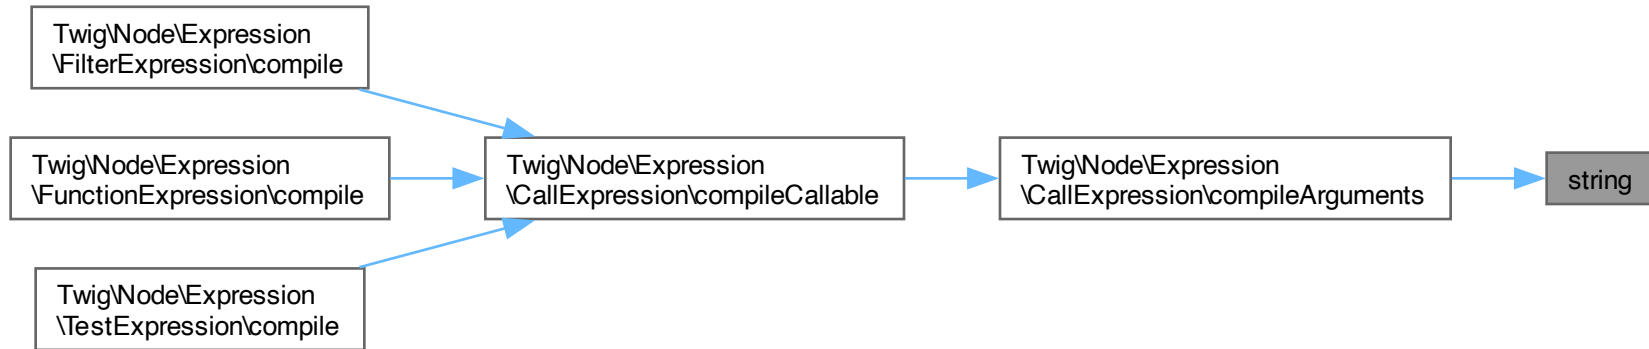 Twig\Node\Expression
\FilterExpression\compile
Twig\Node\Expression
\FunctionExpression\compile
Twig\Node\Expression
\TestExpression\compile
Twig\Node\Expression
\CallExpression\compileCallable
Twig\Node\Expression
\CallExpression\compileArguments
string